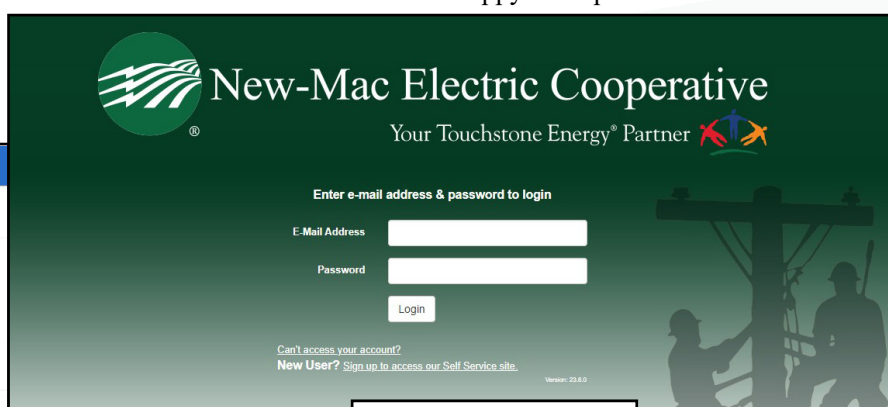 New-Mac Electric Cooperative
®
Your Touchstone Energy® Partner
Enter e-mail address & password to login
E-Mail Address
Password
Login
Can't access your account?
New User? Sign up to access our Self Service site.
Version: 23.8.0